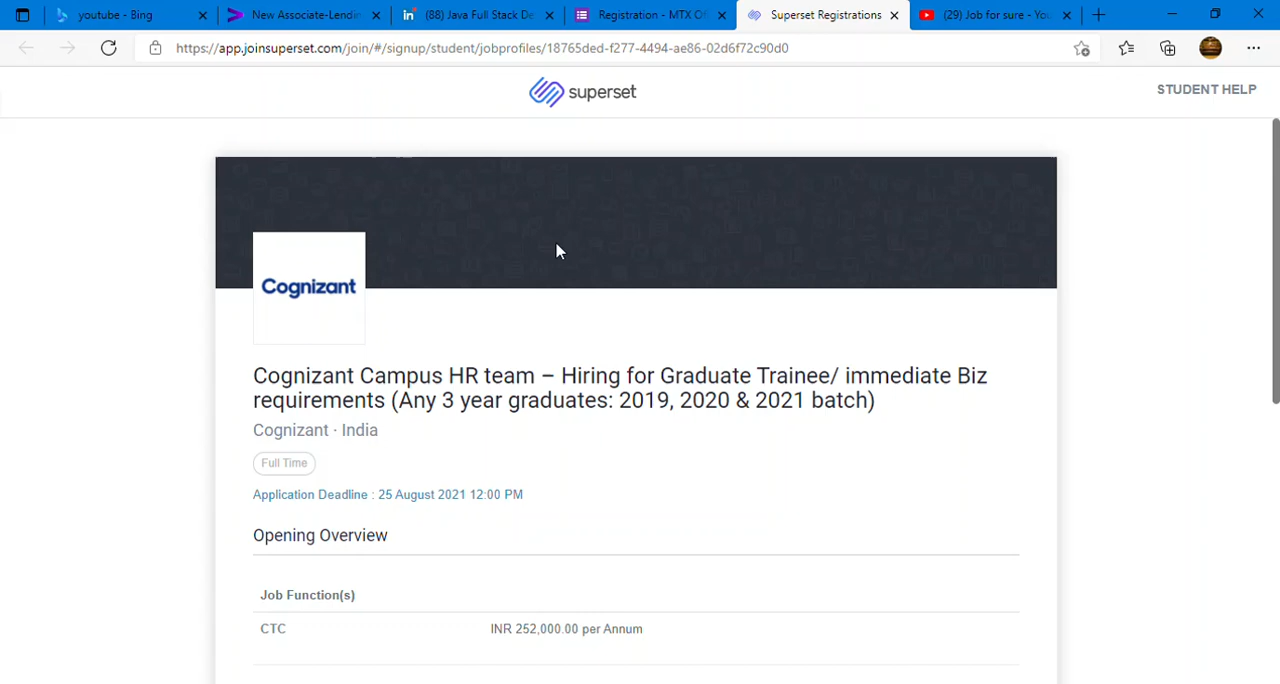 youtube - Bing
New Associate-Lendin
(88) Java Full Stack De
Registration - MTX Of
Superset Registrations
(29) Job for sure - You
https://app.joinsuperset.com/join/#/signup/student/jobprofiles/18765ded-f277-4494-ae86-02d6f72c90d0
superset
STUDENT HELP
Cognizant
Cognizant Campus HR team – Hiring for Graduate Trainee/ immediate Biz
requirements (Any 3 year graduates: 2019, 2020 & 2021 batch)
Cognizant · India
Full Time
Application Deadline : 25 August 2021 12:00 PM
Opening Overview
Job Function(s)
CTC INR 252,000.00 per Annum